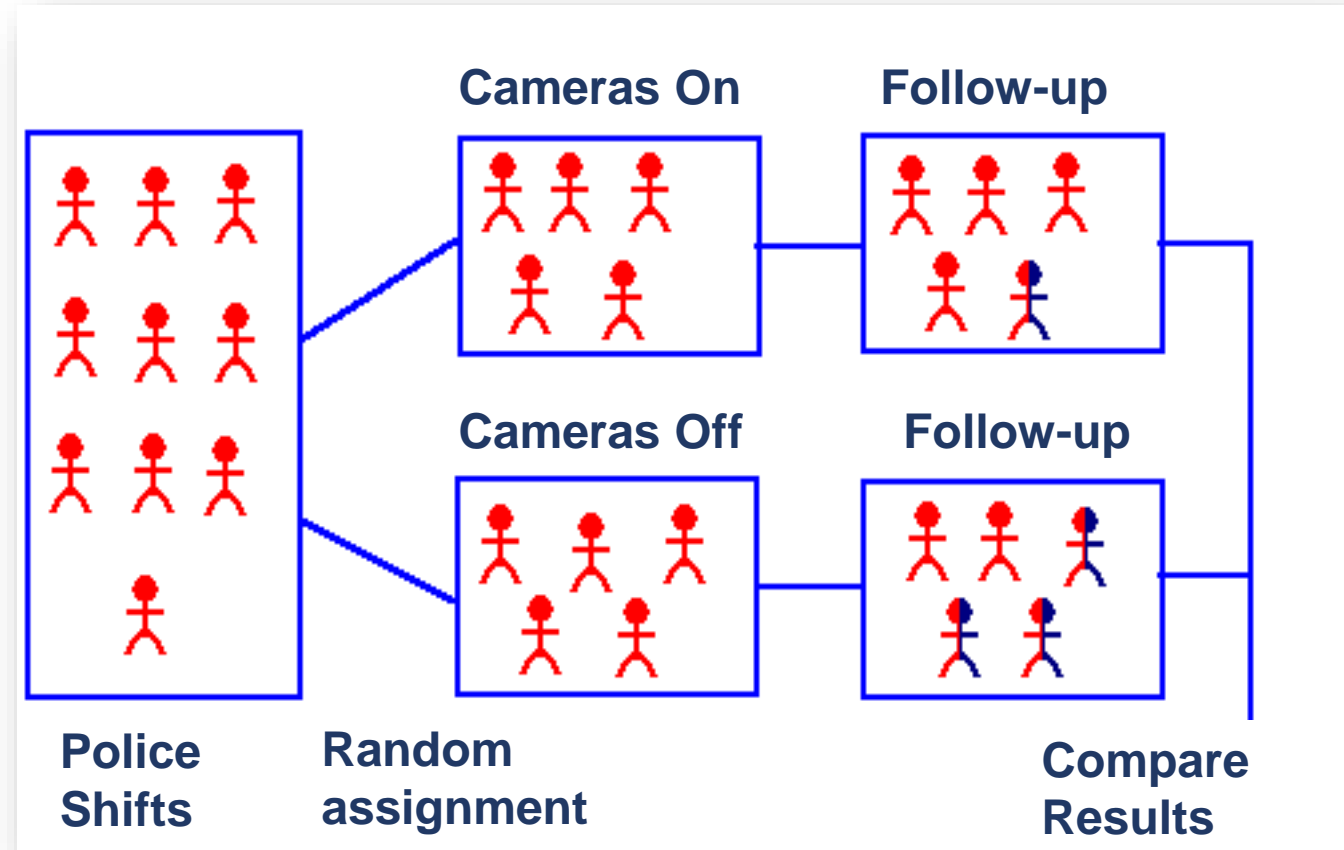 Cameras On
Follow-up
Cameras Off
Follow-up
Police
Shifts
Random
assignment
Compare
Results